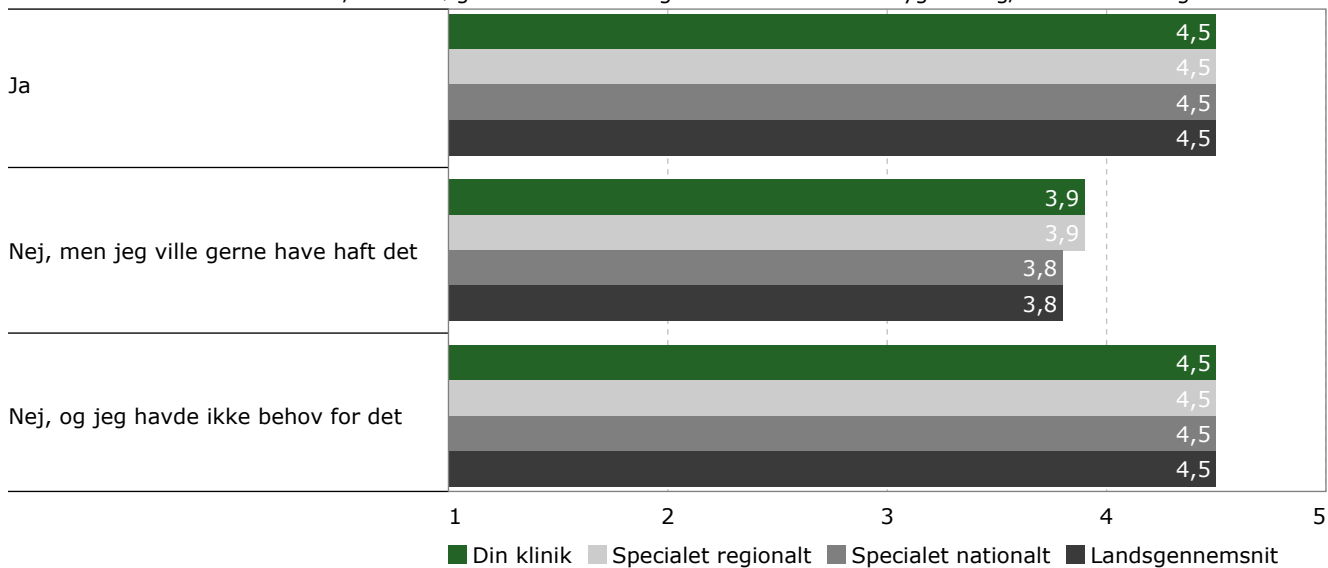 4,5
4,5
Ja
4,5
4,5
3,9
3,9
Nej, men jeg ville gerne have haft det
3,8
3,8
4,5
4,5
Nej, og jeg havde ikke behov for det
4,5
4,5
1 2 3 4 5
Din klinik Specialet regionalt Specialet nationalt Landsgennemsnit